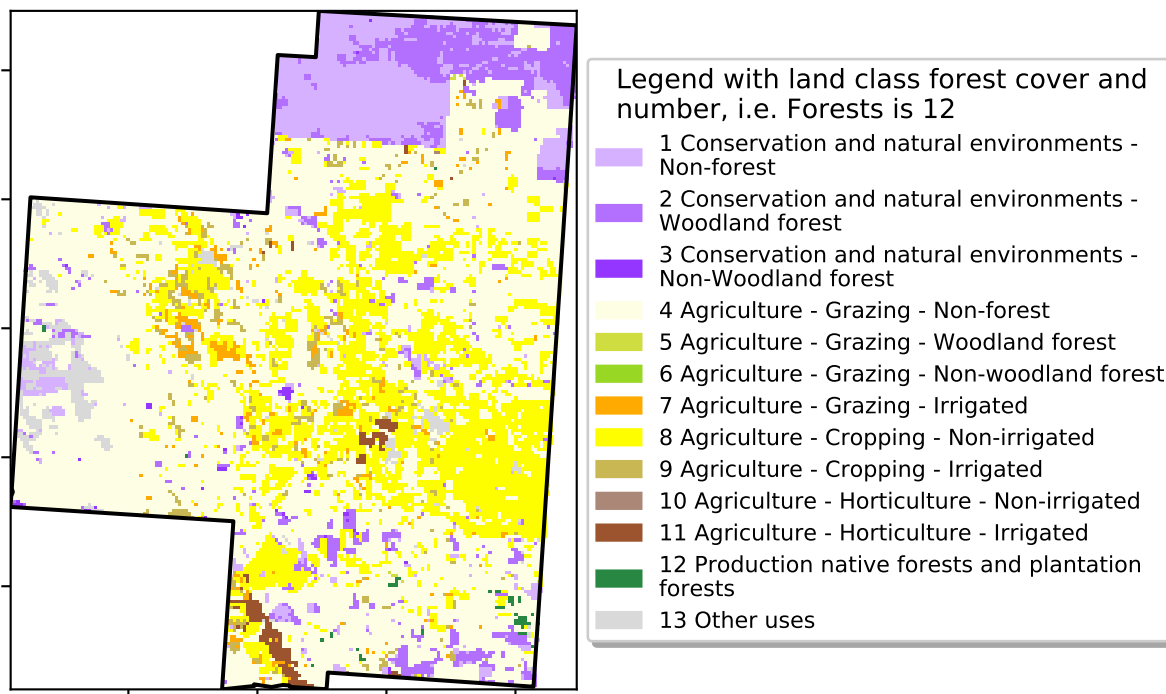 Legend with land class forest cover and
number, i.e. Forests is 12
1 Conservation and natural environments -
Non-forest
2 Conservation and natural environments -
Woodland forest
3 Conservation and natural environments -
Non-Woodland forest
4 Agriculture - Grazing - Non-forest
5 Agriculture - Grazing - Woodland forest
6 Agriculture - Grazing - Non-woodland forest
7 Agriculture - Grazing - Irrigated
8 Agriculture - Cropping - Non-irrigated
9 Agriculture - Cropping - Irrigated
10 Agriculture - Horticulture - Non-irrigated
11 Agriculture - Horticulture - Irrigated
12 Production native forests and plantation
forests
13 Other uses